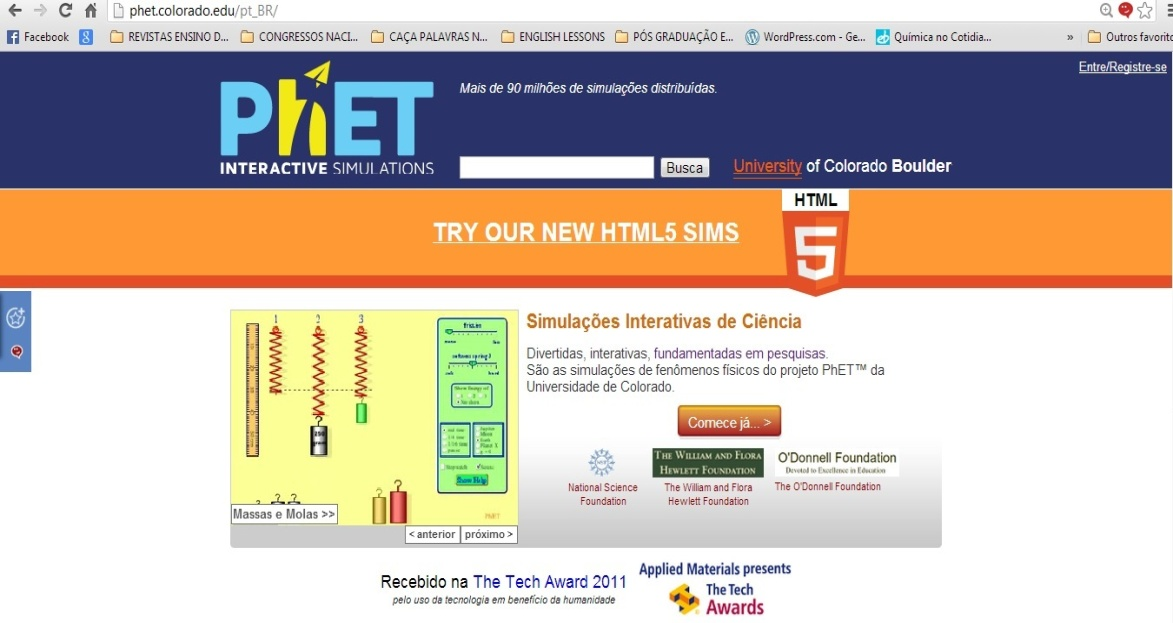 phet.colorado.edu/pt_BR/
Facebook REVISTAS ENSINO D... CONGRESSOS NACI... CAÇA PALAVRAS N... ENGLISH LESSONS PÓS GRADUAÇÃO E... WordPress.com - Ge... Química no Cotidia... » Outros favorito
Entre/Registre-se
Mais de 90 milhões de simulações distribuídas.
PhET
INTERACTIVE SIMULATIONS
Busca
University of Colorado Boulder
TRY OUR NEW HTML5 SIMS
HTML
5
1 2 3
Massas e Molas >>
< anterior próximo >
Simulações Interativas de Ciência
Divertidas, interativas, fundamentadas em pesquisas.
São as simulações de fenômenos físicos do projeto PhET™ da
Universidade de Colorado.
Comece já... >
THE WILLIAM AND FLORA
HEWLETT FOUNDATION
O'Donnell Foundation
Devoted to Excellence in Education
National Science
Foundation
The William and Flora
Hewlett Foundation
The O'Donnell Foundation
Recebido na The Tech Award 2011
pelo uso da tecnologia em benefício da humanidade
Applied Materials presents
The Tech
Awards